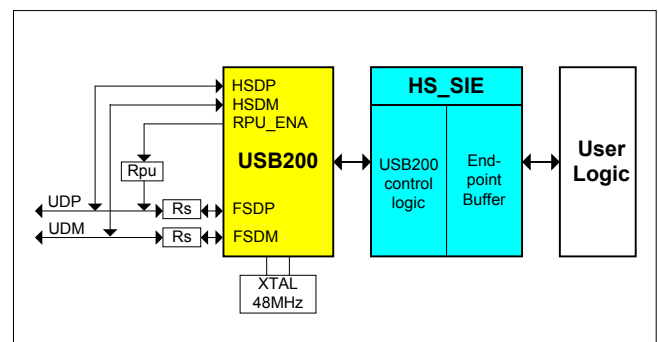 HSDP
HSDM
RPU_ENA
USB200
Rpu
UDP
Rs
FSDP
UDM
Rs
FSDM
XTAL
48MHz
HS_SIE
USB200
control
logic
End-
point
Buffer
User
Logic